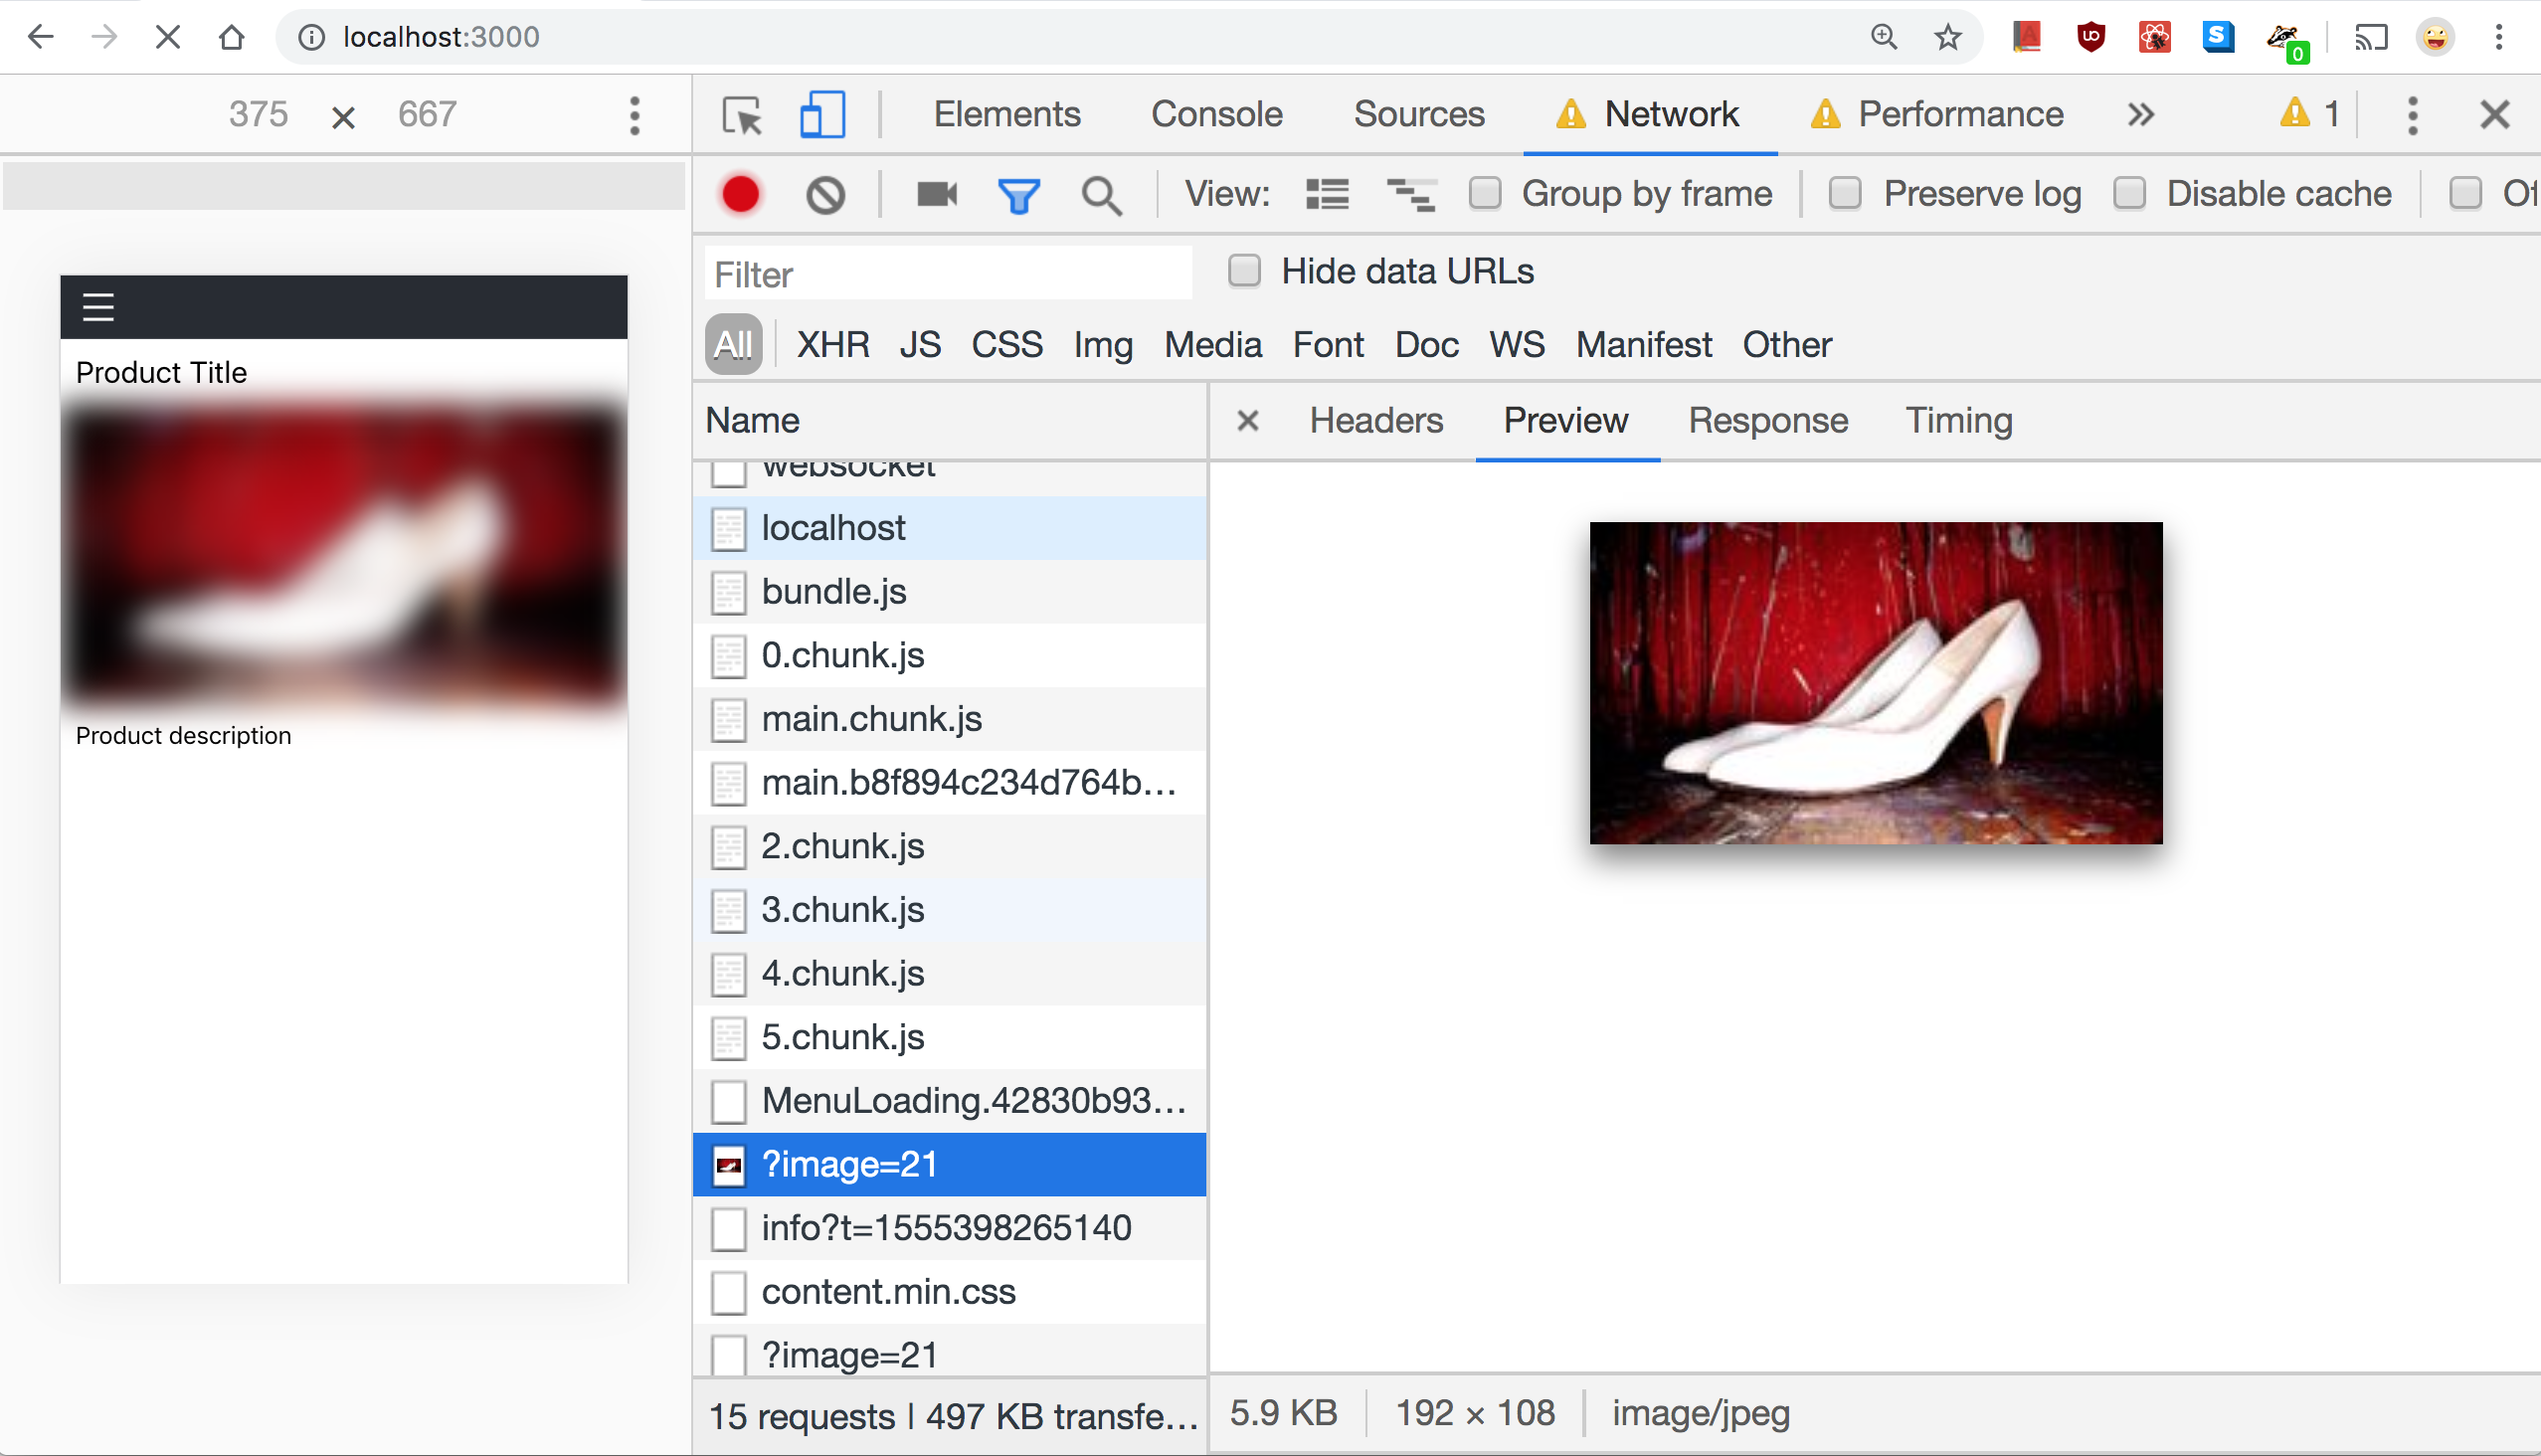 localhost:3000
0
375 × 667
Elements Console Sources Network Performance » 1
View: Group by frame Preserve log Disable cache
Filter Hide data URLs
All XHR JS CSS Img Media Font Doc WS Manifest Other
Name
× Headers Preview Response Timing
websocket
localhost
bundle.js
0.chunk.js
main.chunk.js
main.b8f894c234d764b…
2.chunk.js
3.chunk.js
4.chunk.js
5.chunk.js
MenuLoading.42830b93…
?image=21
info?t=1555398265140
content.min.css
?image=21
15 requests | 497 KB transfe…
5.9 KB 192 × 108 image/jpeg
Product Title
Product description